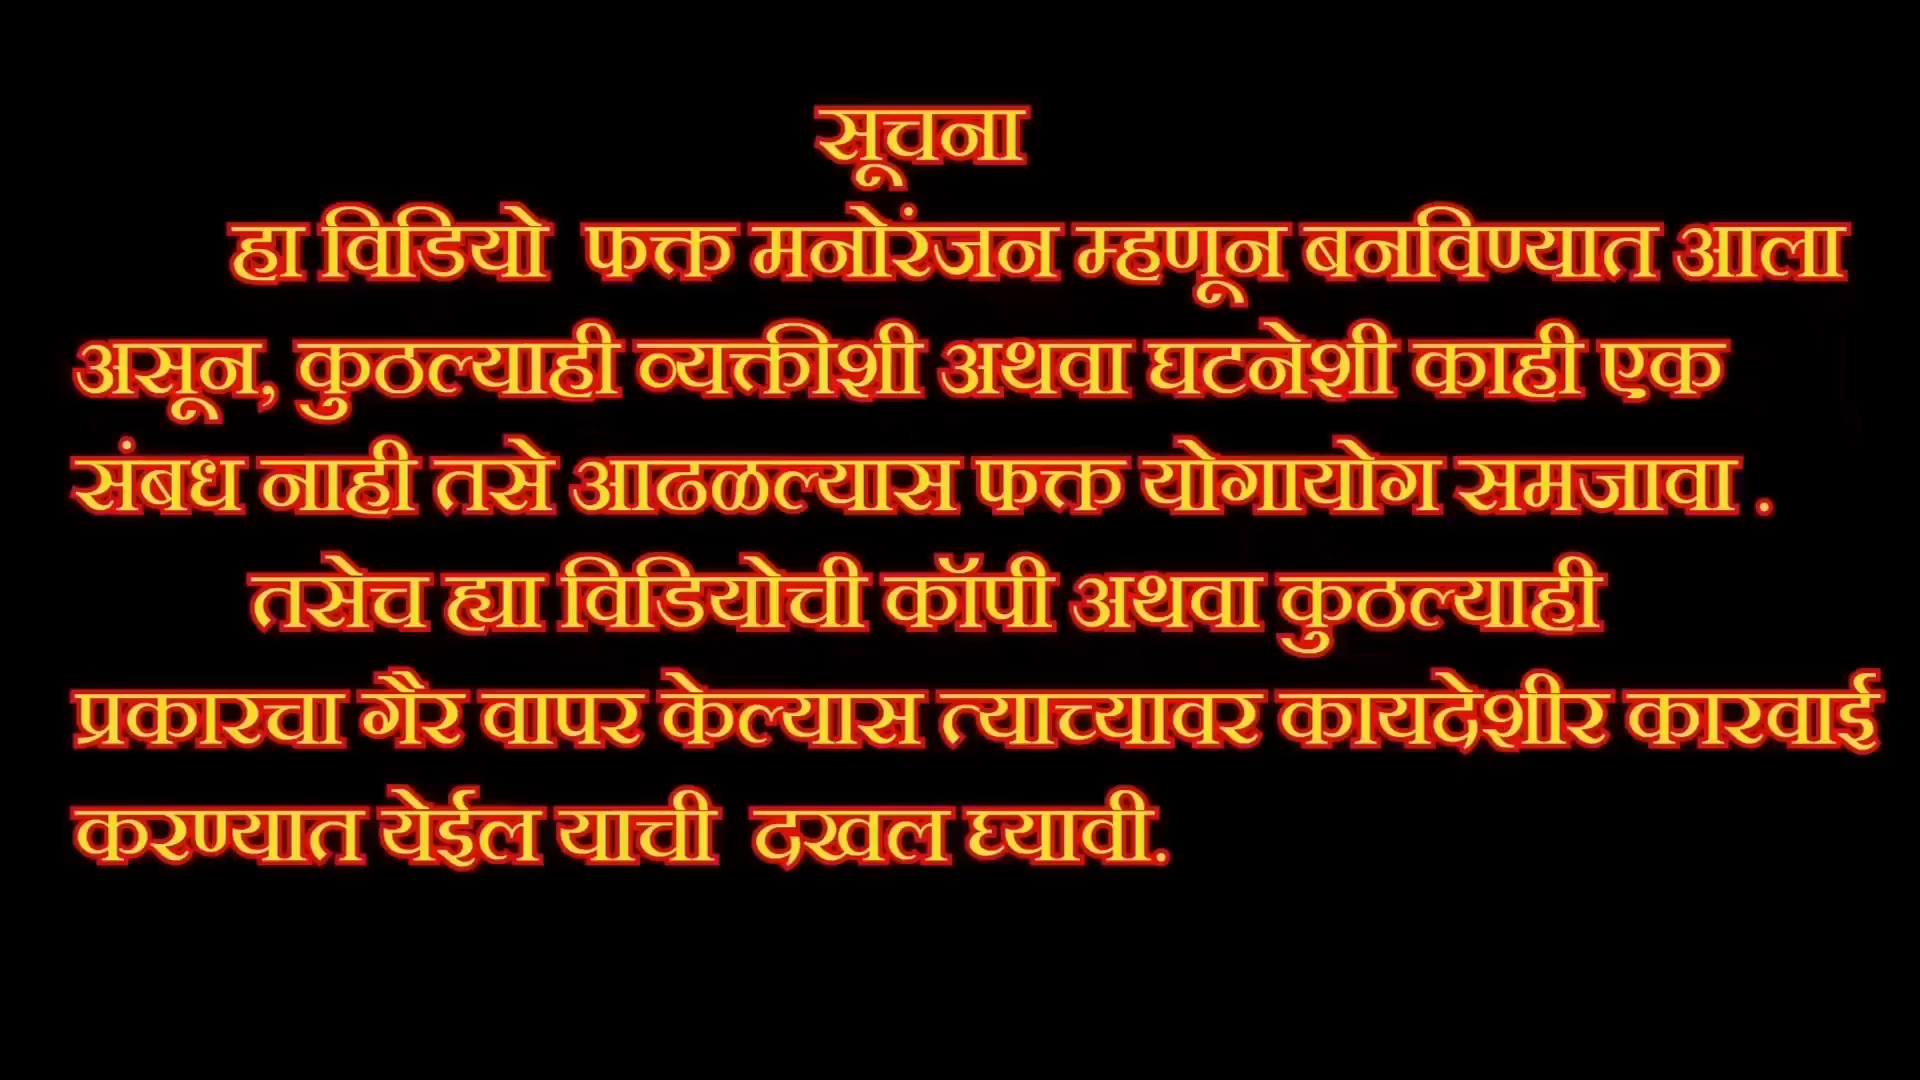 सूचना
हा विडियो फक्त मनोरंजन म्हणून बनविण्यात आला
असून, कुठल्याही व्यक्तीशी अथवा घटनेशी काही एक
संबध नाही तसे आढळल्यास फक्त योगायोग समजावा .
तसेच ह्या विडियोची कॉपी अथवा कुठल्याही
प्रकारचा गैर वापर केल्यास त्याच्यावर कायदेशीर कारवाई
करण्यात येईल याची दखल घ्यावी.